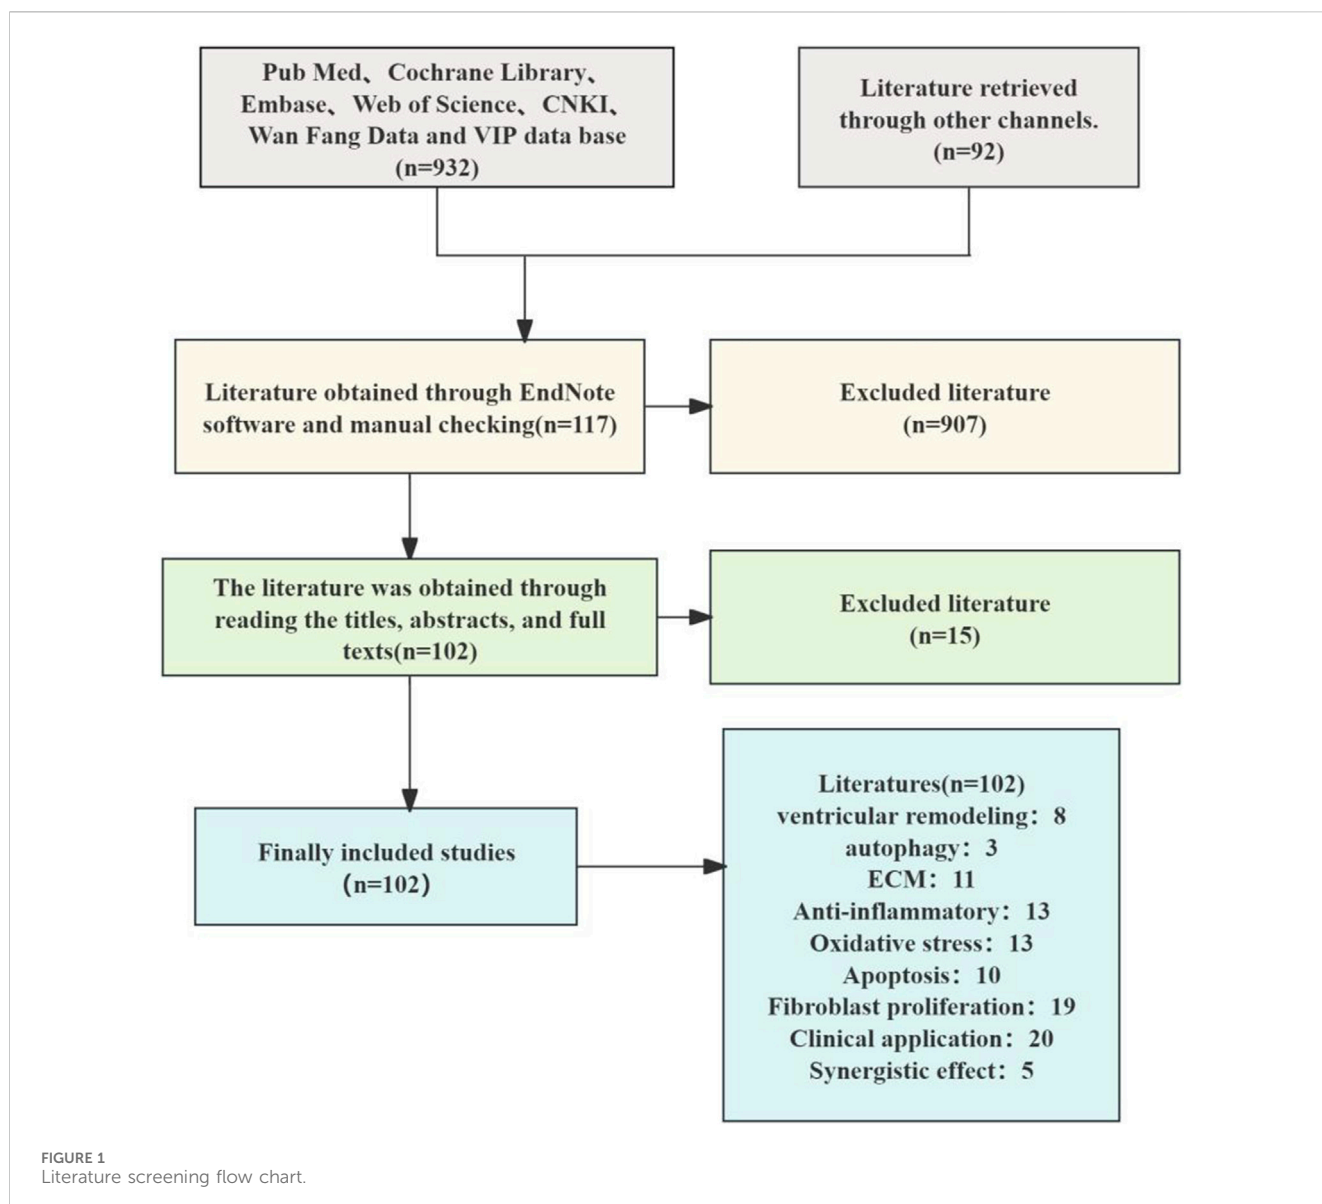 Pub Med、Cochrane Library、
Embase、Web of Science、CNKI、
Wan Fang Data and VIP data base
(n=932)
Literature retrieved
through other channels.
(n=92)
Literature obtained through EndNote
software and manual checking(n=117)
Excluded literature
(n=907)
The literature was obtained through
reading the titles, abstracts, and full
texts(n=102)
Excluded literature
(n=15)
Finally included studies
(n=102)
Literatures(n=102)
ventricular remodeling：8
autophagy：3
ECM：11
Anti-inflammatory：13
Oxidative stress：13
Apoptosis：10
Fibroblast proliferation：19
Clinical application：20
Synergistic effect：5
FIGURE 1
Literature screening flow chart.